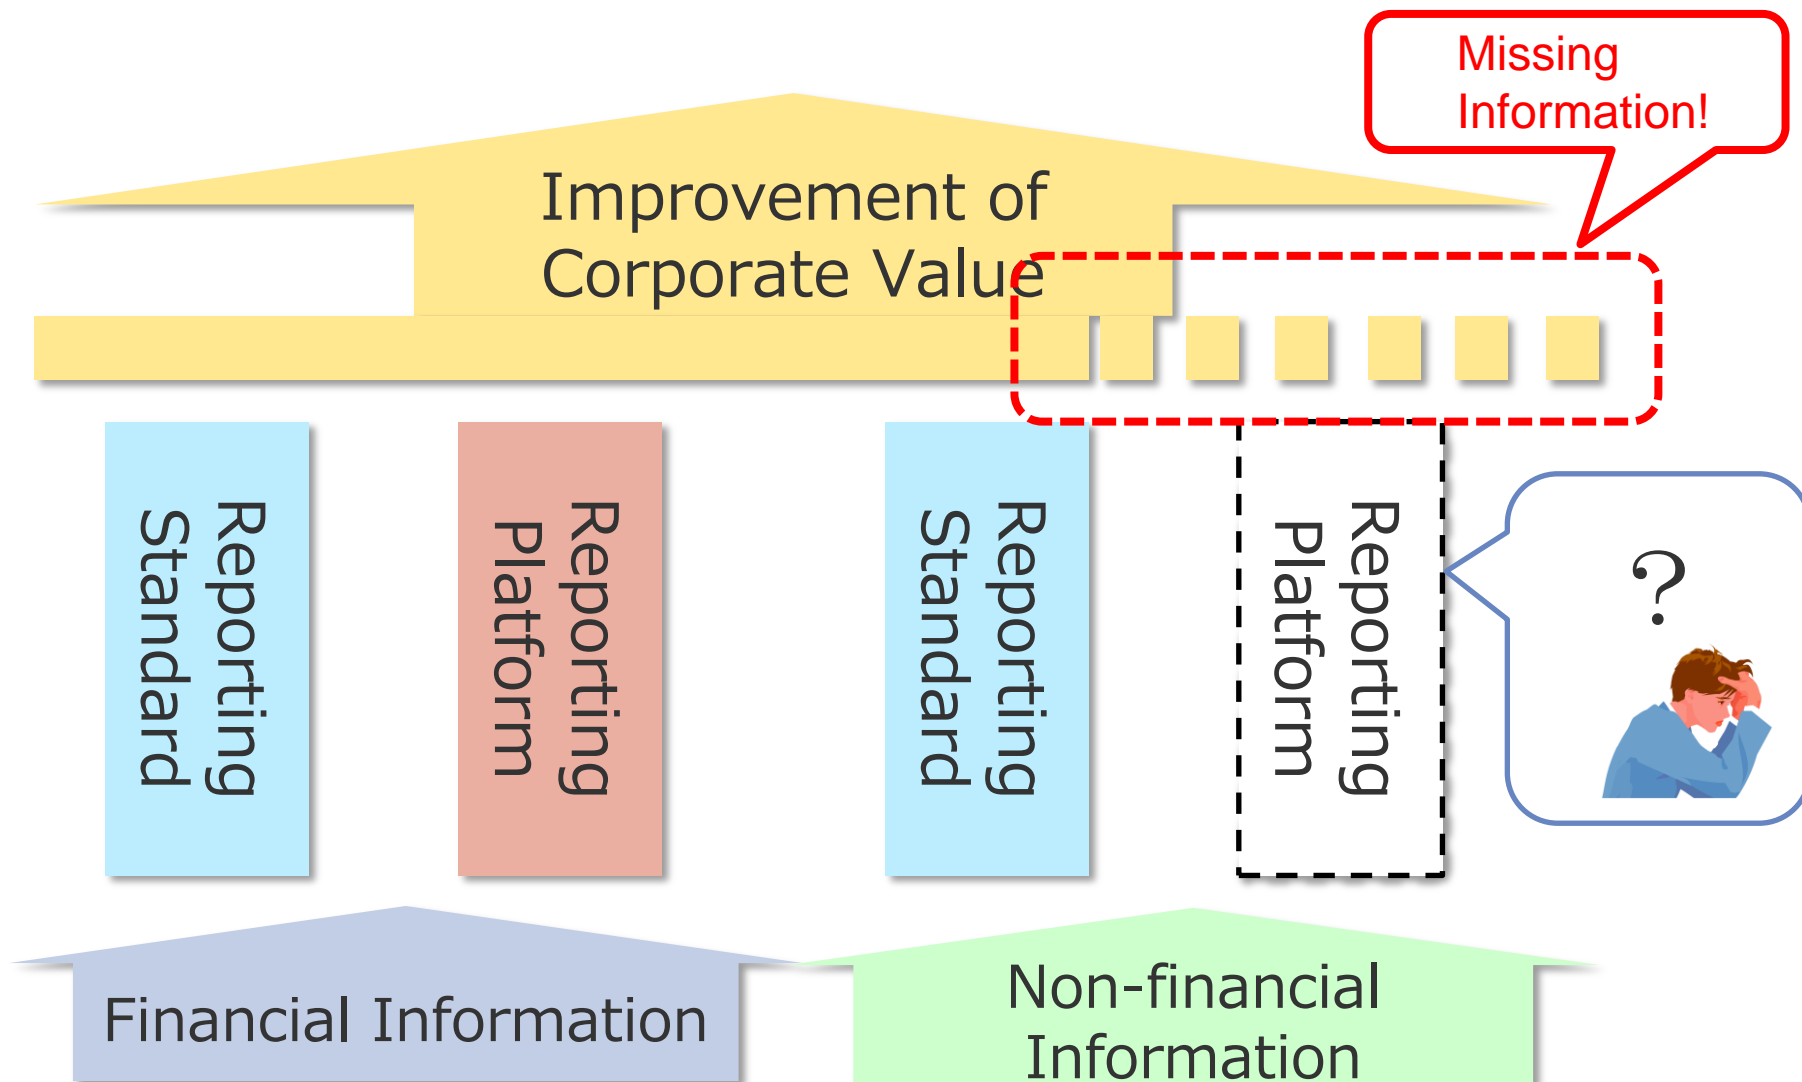 Missing
Information!
Improvement of
Corporate Value
Reporting
Standard
Reporting
Platform
Reporting
Standard
Reporting
Platform
?
Financial Information
Non-financial
Information